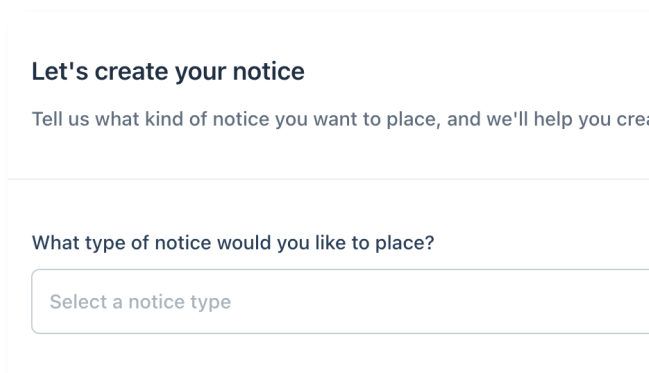 Let's create your notice
Tell us what kind of notice you want to place, and we'll help you
What type of notice would you like to place?
Select a notice type